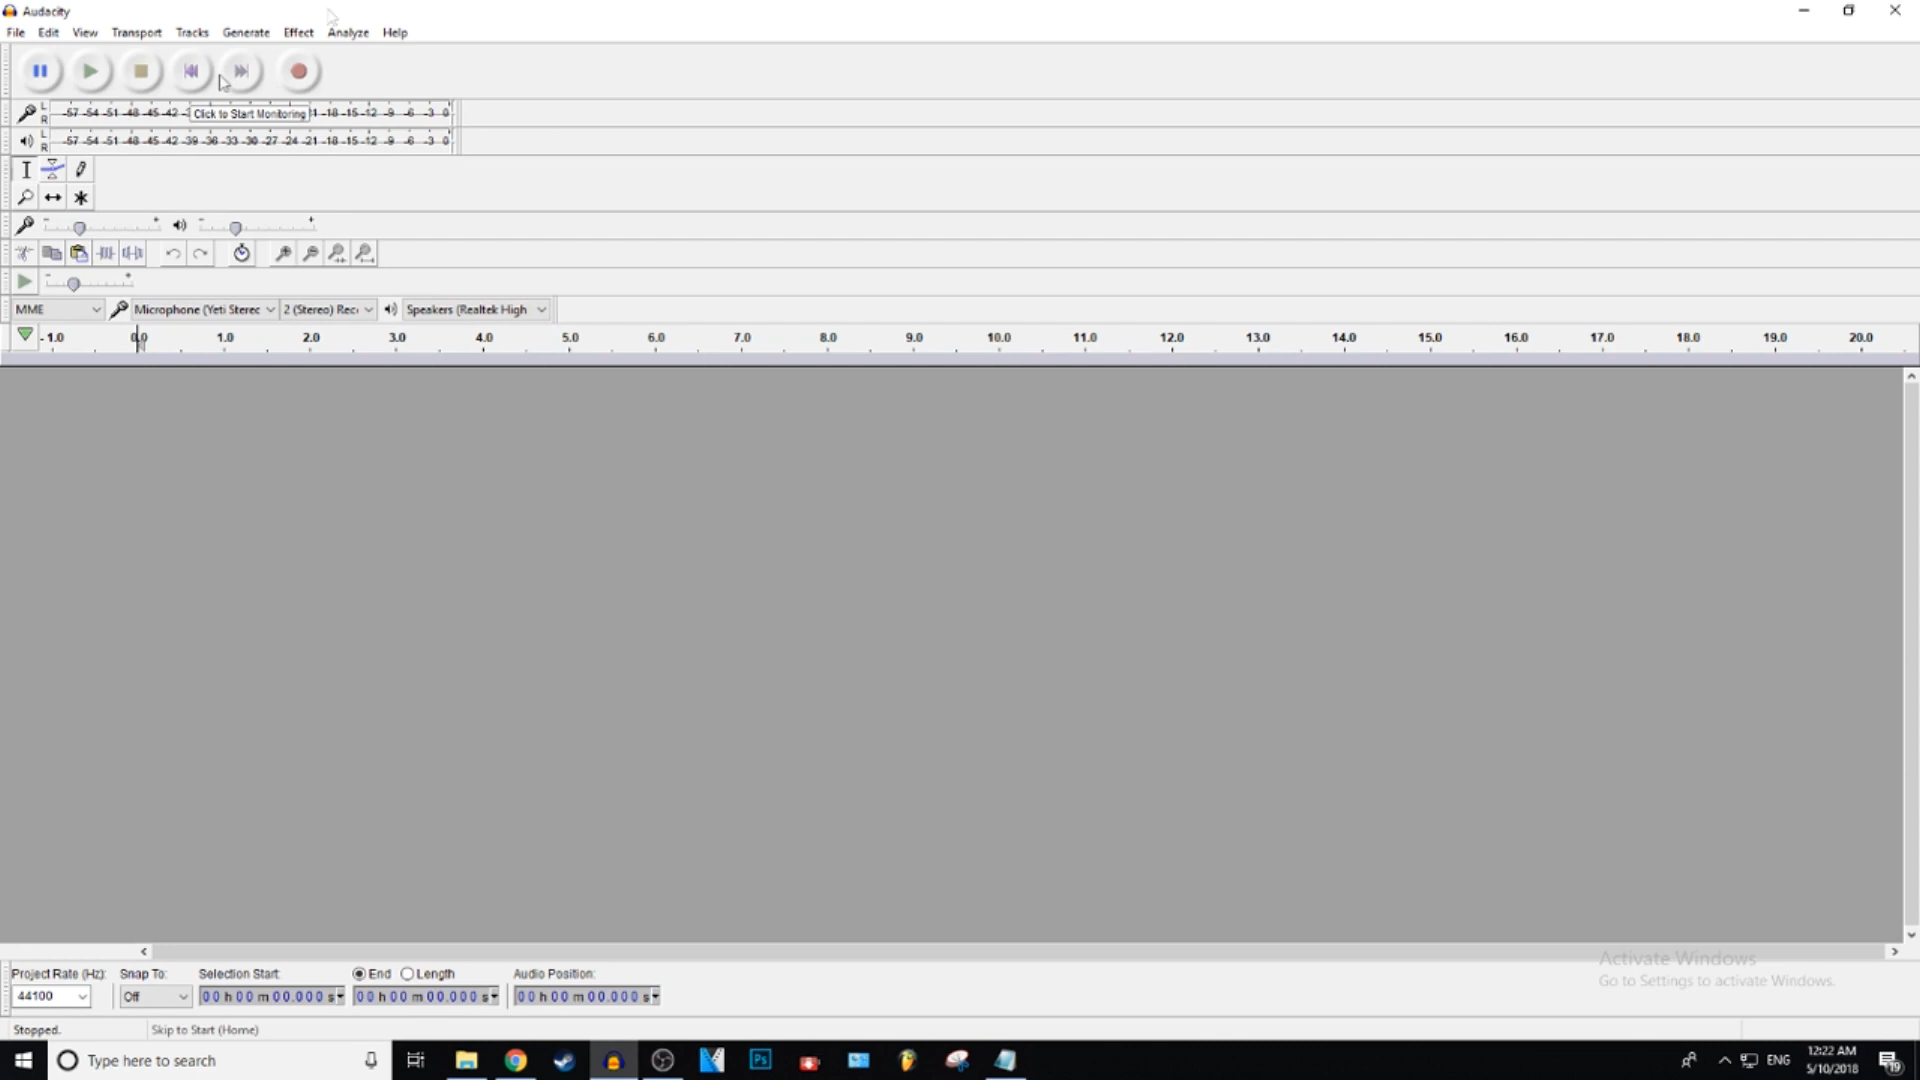 Audacity
File Edit View Transport Tracks Generate Effect Analyze Help
L
R
-57 -54 -51 -48 -45 -42 Click to Start Monitoring -18 -15 -12 -9 -6 -3 0
L
R
-57 -54 -51 -48 -45 -42 -39 -36 -33 -30 -27 -24 -21 -18 -15 -12 -9 -6 -3 0
MME Microphone (Yeti Stereo 2 (Stereo) Rec Speakers (Realtek High
-1.0 0.0 1.0 2.0 3.0 4.0 5.0 6.0 7.0 8.0 9.0 10.0 11.0 12.0 13.0 14.0 15.0 16.0 17.0 18.0 19.0 20.0
Activate Windows
Go to Settings to activate Windows.
Project Rate (Hz): Snap To: Selection Start: End Length Audio Position:
44100 Off 00 h 00 m 00.000 s 00 h 00 m 00.000 s 00 h 00 m 00.000 s
Stopped. Skip to Start (Home)
Type here to search Ps ENG 12:22 AM
5/10/2018 19